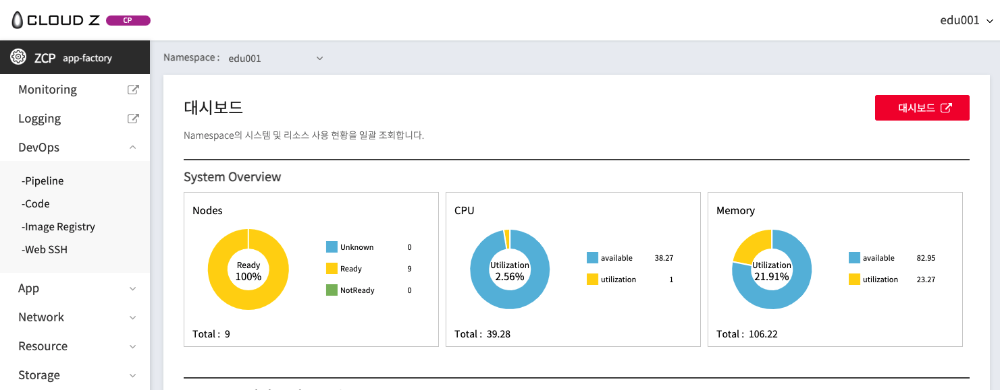 CLOUD Z CP
edu001
ZCP app-factory
Monitoring
Logging
DevOps
-Pipeline
-Code
-Image Registry
-Web SSH
App
Network
Resource
Storage
Namespace : edu001
대시보드
대시보드
Namespace의 시스템 및 리소스 사용 현황을 일괄 조회합니다.
System Overview
Nodes
Ready
100%
Unknown 0
Ready 9
NotReady 0
Total : 9
CPU
Utilization
2.56%
available 38.27
utilization 1
Total : 39.28
Memory
Utilization
21.91%
available 82.95
utilization 23.27
Total : 106.22